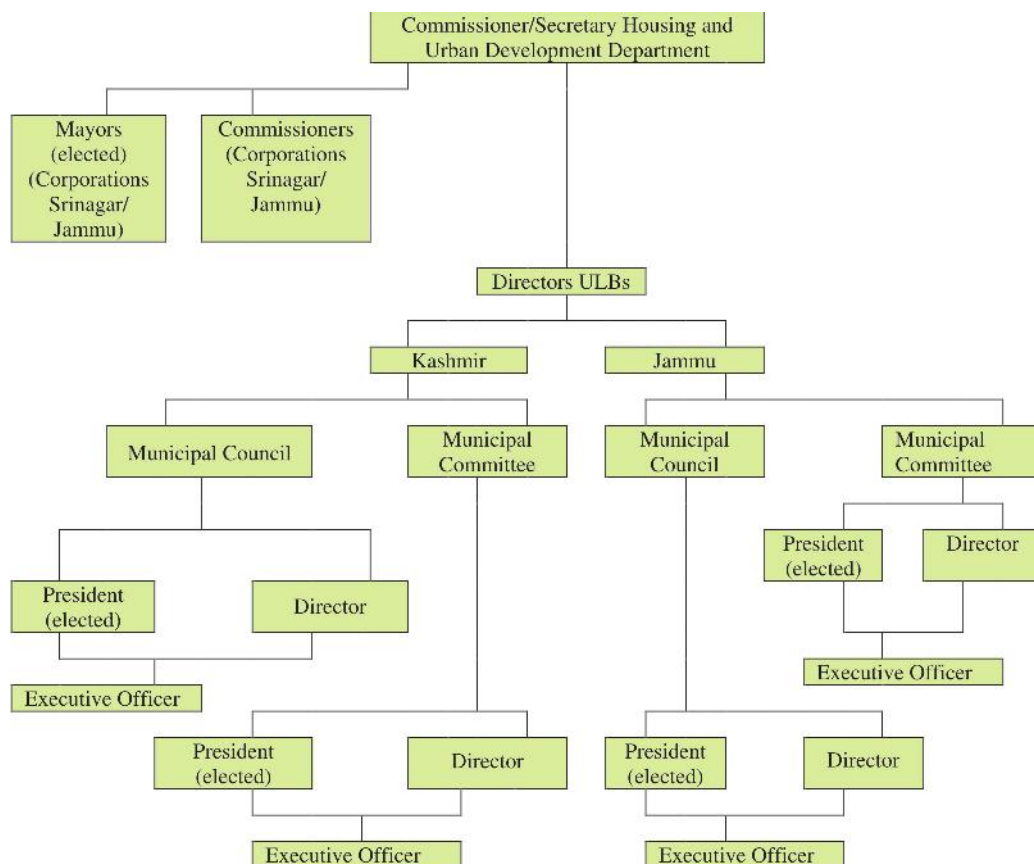 Commissioner/Secretary Housing and
Urban Development Department
Mayors
(elected)
(Corporations
Srinagar/
Jammu)
Commissioners
(Corporations
Srinagar/
Jammu)
Directors ULBs
Kashmir
Jammu
Municipal Council
Municipal
Committee
Municipal
Council
Municipal
Committee
President
(elected)
Director
President
(elected)
Director
Executive Officer
Executive Officer
President
(elected)
Director
President
(elected)
Director
Executive Officer
Executive Officer